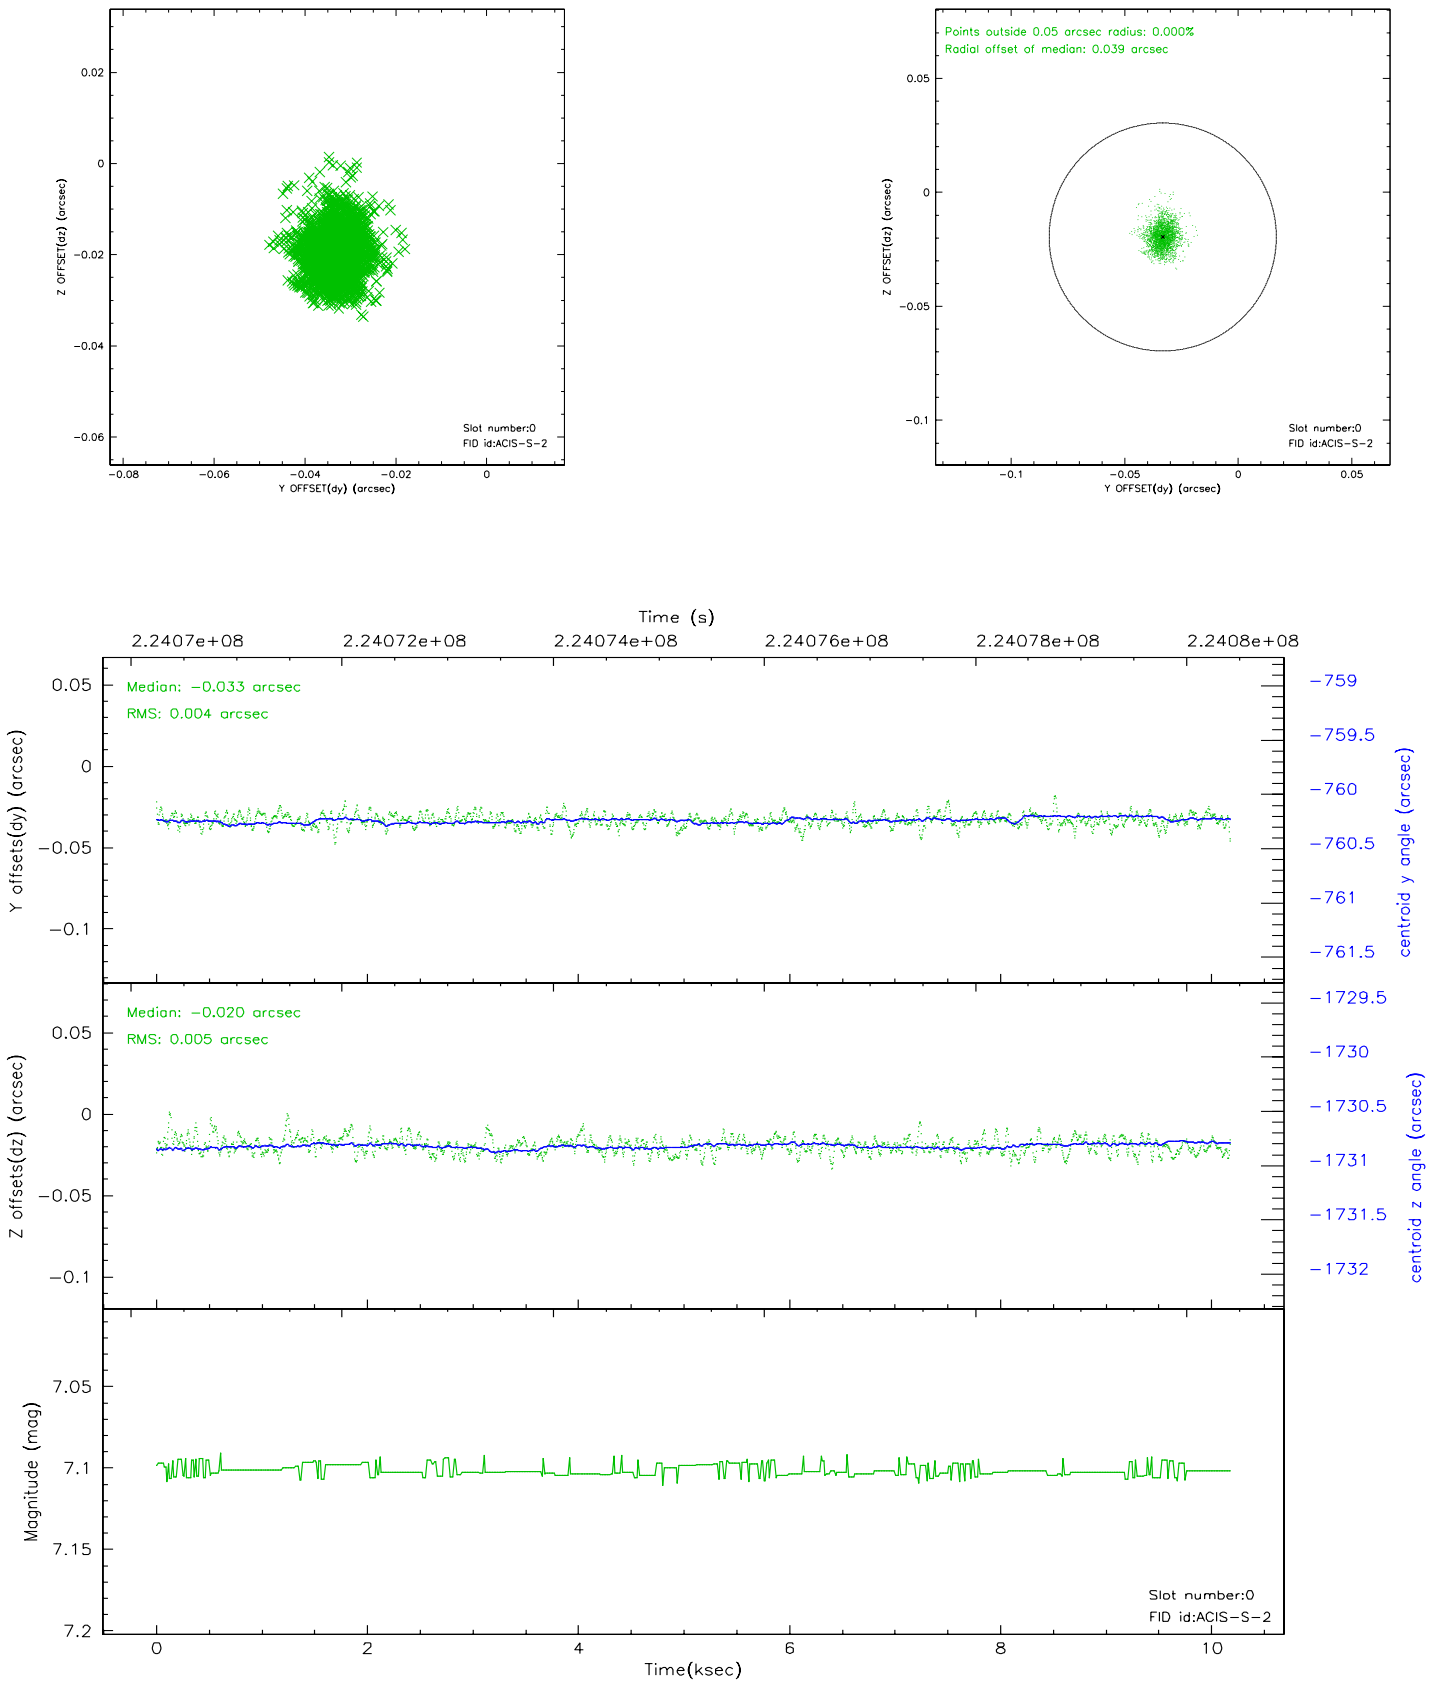 0.02
0
-0.02
-0.04
-0.06
Z OFFSET(dz) (arcsec)
Slot number:0
FID id:ACIS-S-2
-0.08 -0.06 -0.04 -0.02 0
Y OFFSET(dy) (arcsec)
Points outside 0.05 arcsec radius: 0.000%
Radial offset of median: 0.039 arcsec
0.05
0
-0.05
-0.1
Z OFFSET(dz) (arcsec)
Slot number:0
FID id:ACIS-S-2
-0.1 -0.05 0 0.05
Y OFFSET(dy) (arcsec)
Time (s)
2.2407e+08 2.24072e+08 2.24074e+08 2.24076e+08 2.24078e+08 2.2408e+08
Median: -0.033 arcsec
RMS: 0.004 arcsec
0.05
0
-0.05
-0.1
Y offsets(dy) (arcsec)
-759
-759.5
-760
-760.5
-761
-761.5
centroid y angle (arcsec)
Median: -0.020 arcsec
RMS: 0.005 arcsec
0.05
0
-0.05
-0.1
Z offsets(dz) (arcsec)
-1729.5
-1730
-1730.5
-1731
-1731.5
-1732
centroid z angle (arcsec)
7.05
7.1
7.15
7.2
Magnitude (mag)
Slot number:0
FID id:ACIS-S-2
0 2 4 6 8 10
Time(ksec)